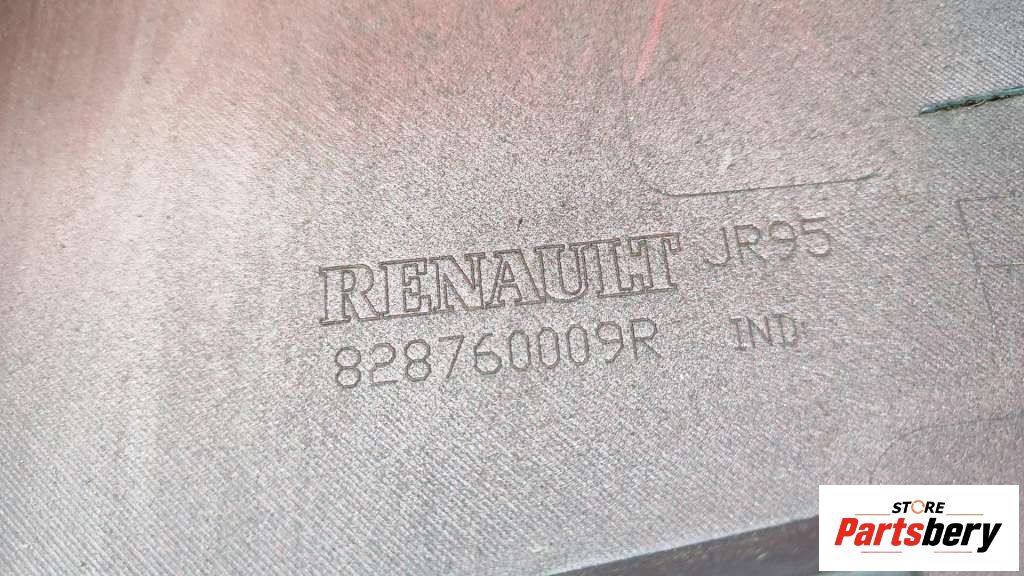 RENAULT JR95
828760009R IND:
STORE
Partsbery